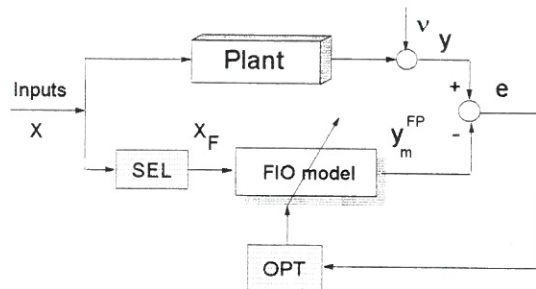 ν
y
Plant
+
e
Inputs
X
x_F
y_m^FP
-
SEL
FIO model
OPT